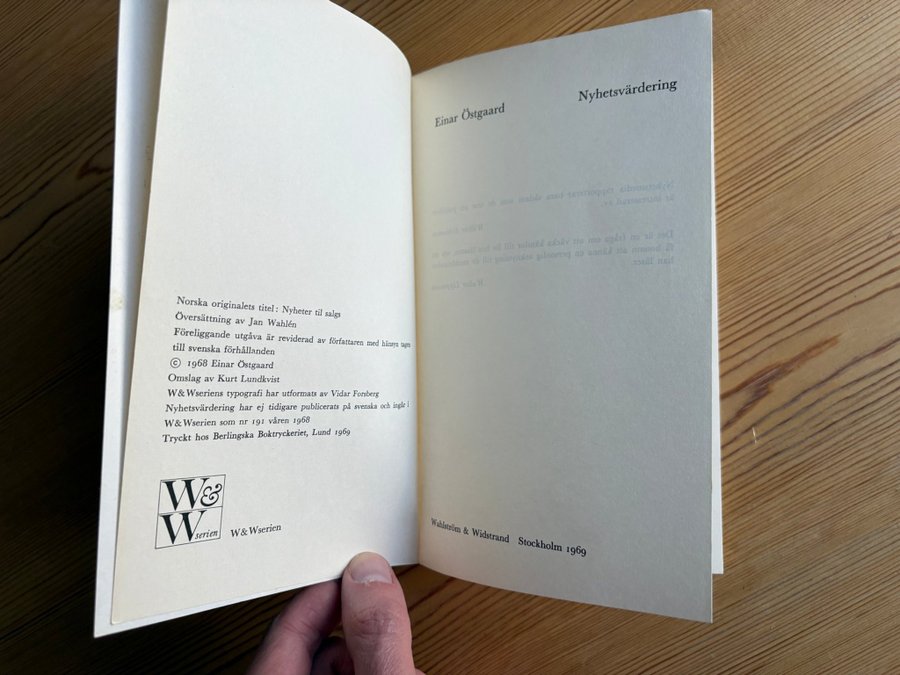 Norska originalets titel: Nyheter til salgs
Översättning av Jan Wahlén
Föreliggande utgåva är reviderad av författaren med hänsyn tagen
till svenska förhållanden
© 1968 Einar Östgaard
Omslag av Kurt Lundkvist
W&Wseriens typografi har utformats av Vidar Forsberg
Nyhetsvärdering har ej tidigare publicerats på svenska och ingår i
W&Wserien som nr 191 våren 1968
Tryckt hos Berlingska Boktryckeriet, Lund 1969
W&
Wserien
W&Wserien
Einar Östgaard
Nyhetsvärdering
Wahlström & Widstrand Stockholm 1969